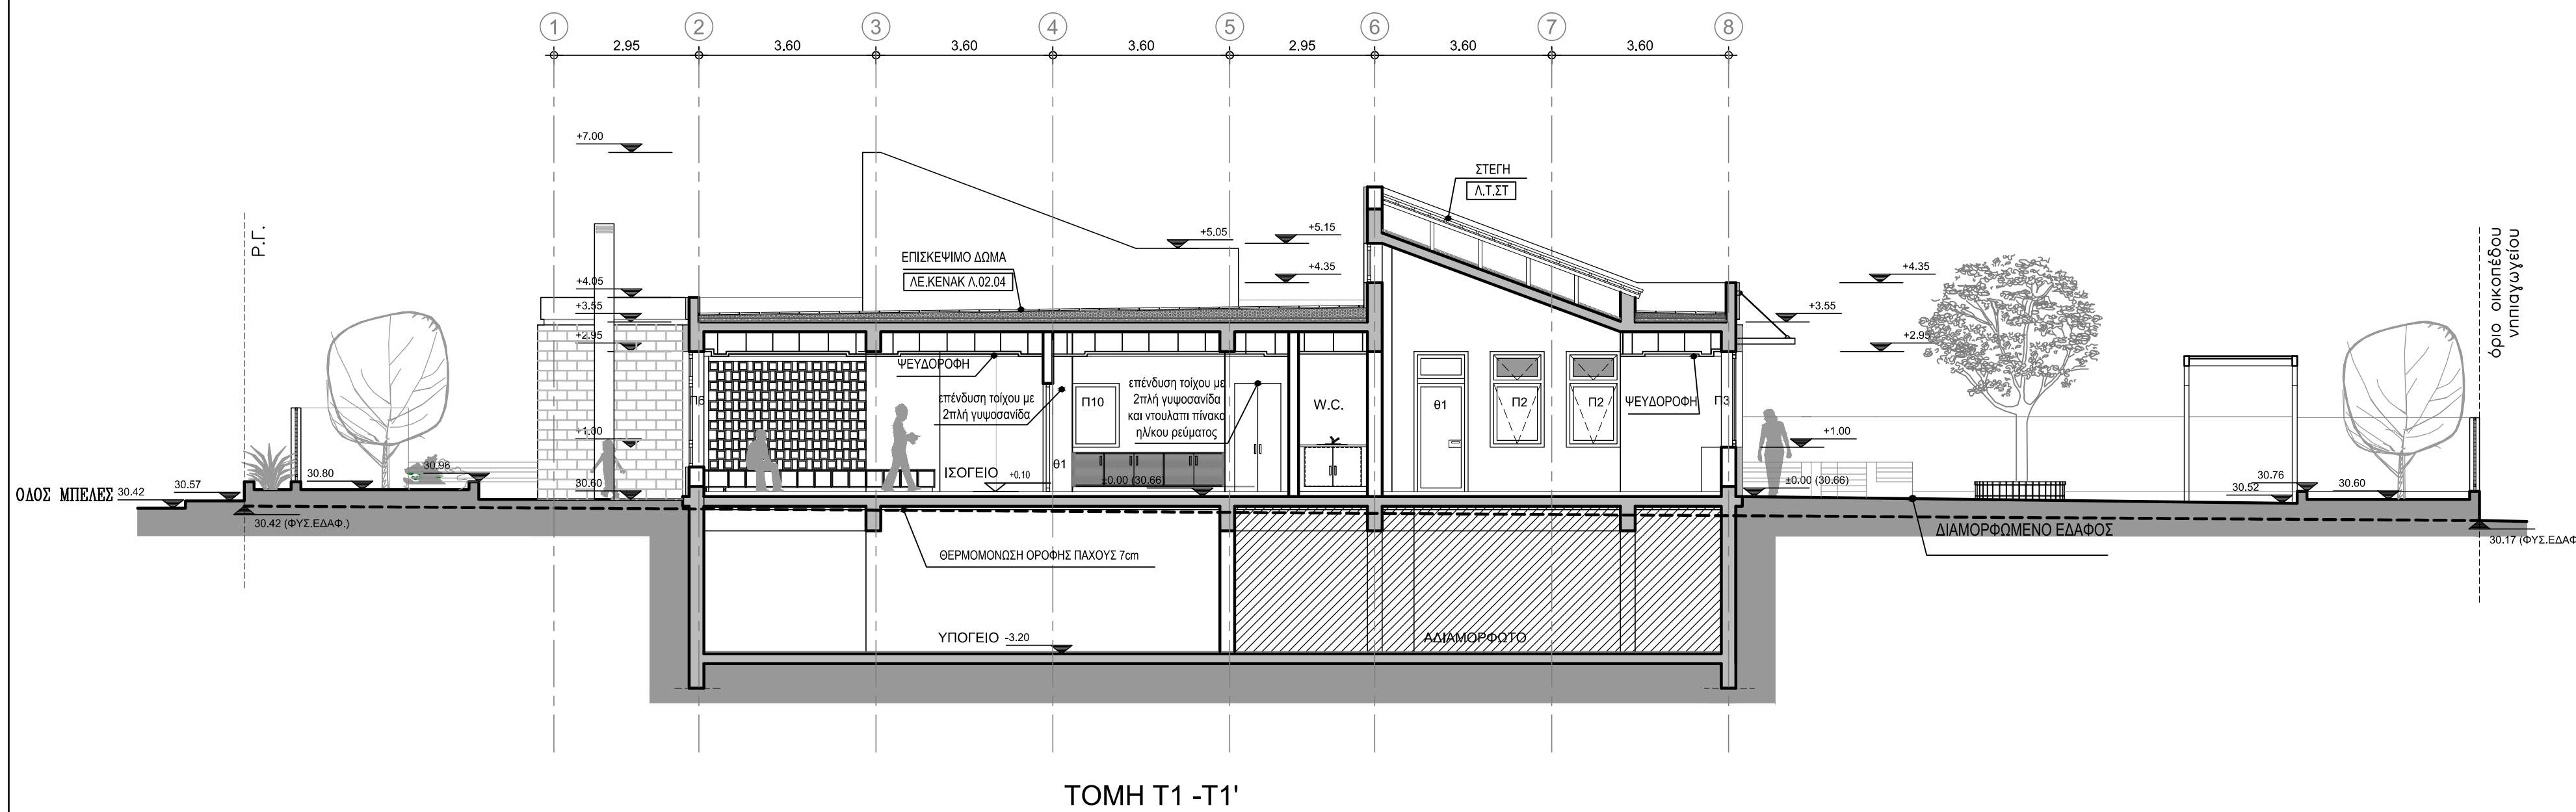 1 2 3 4 5 6 7 8
2.95 3.60 3.60 3.60 2.95 3.60 3.60
+7.00
ΣΤΕΓΗ
Λ.Τ.ΣΤ
Ρ.Γ.
+5.05
+5.15
όριο οικοπέδου
νηπιαγωγείου
ΕΠΙΣΚΕΨΙΜΟ ΔΩΜΑ
ΛΕ.ΚΕΝΑΚ Λ.02.04
+4.35
+4.35
+4.05
+3.55
+3.55
+2.95
+2.95
ΨΕΥΔΟΡΟΦΗ
επένδυση τοίχου με
2πλή γυψοσανίδα
επένδυση τοίχου με
2πλή γυψοσανίδα
και ντουλαπι πίνακα
ηλ/κου ρεύματος
Π6
Π10
W.C.
θ1
Π2
Π2
ΨΕΥΔΟΡΟΦΗ
Π3
+1.00
+1.00
θ1
30.80
30.96
ΙΣΟΓΕΙΟ +0.10
±0.00 (30.66)
±0.00 (30.66)
30.76
ΟΔΟΣ ΜΠΕΛΕΣ 30.42
30.57
30.60
30.52
30.60
30.42 (ΦΥΣ.ΕΔΑΦ.)
ΔΙΑΜΟΡΦΩΜΕΝΟ ΕΔΑΦΟΣ
30.17 (ΦΥΣ.ΕΔΑΦ
ΘΕΡΜΟΜΟΝΩΣΗ ΟΡΟΦΗΣ ΠΑΧΟΥΣ 7cm
ΥΠΟΓΕΙΟ -3.20
ΑΔΙΑΜΟΡΦΩΤΟ
ΤΟΜΗ Τ1 -Τ1'